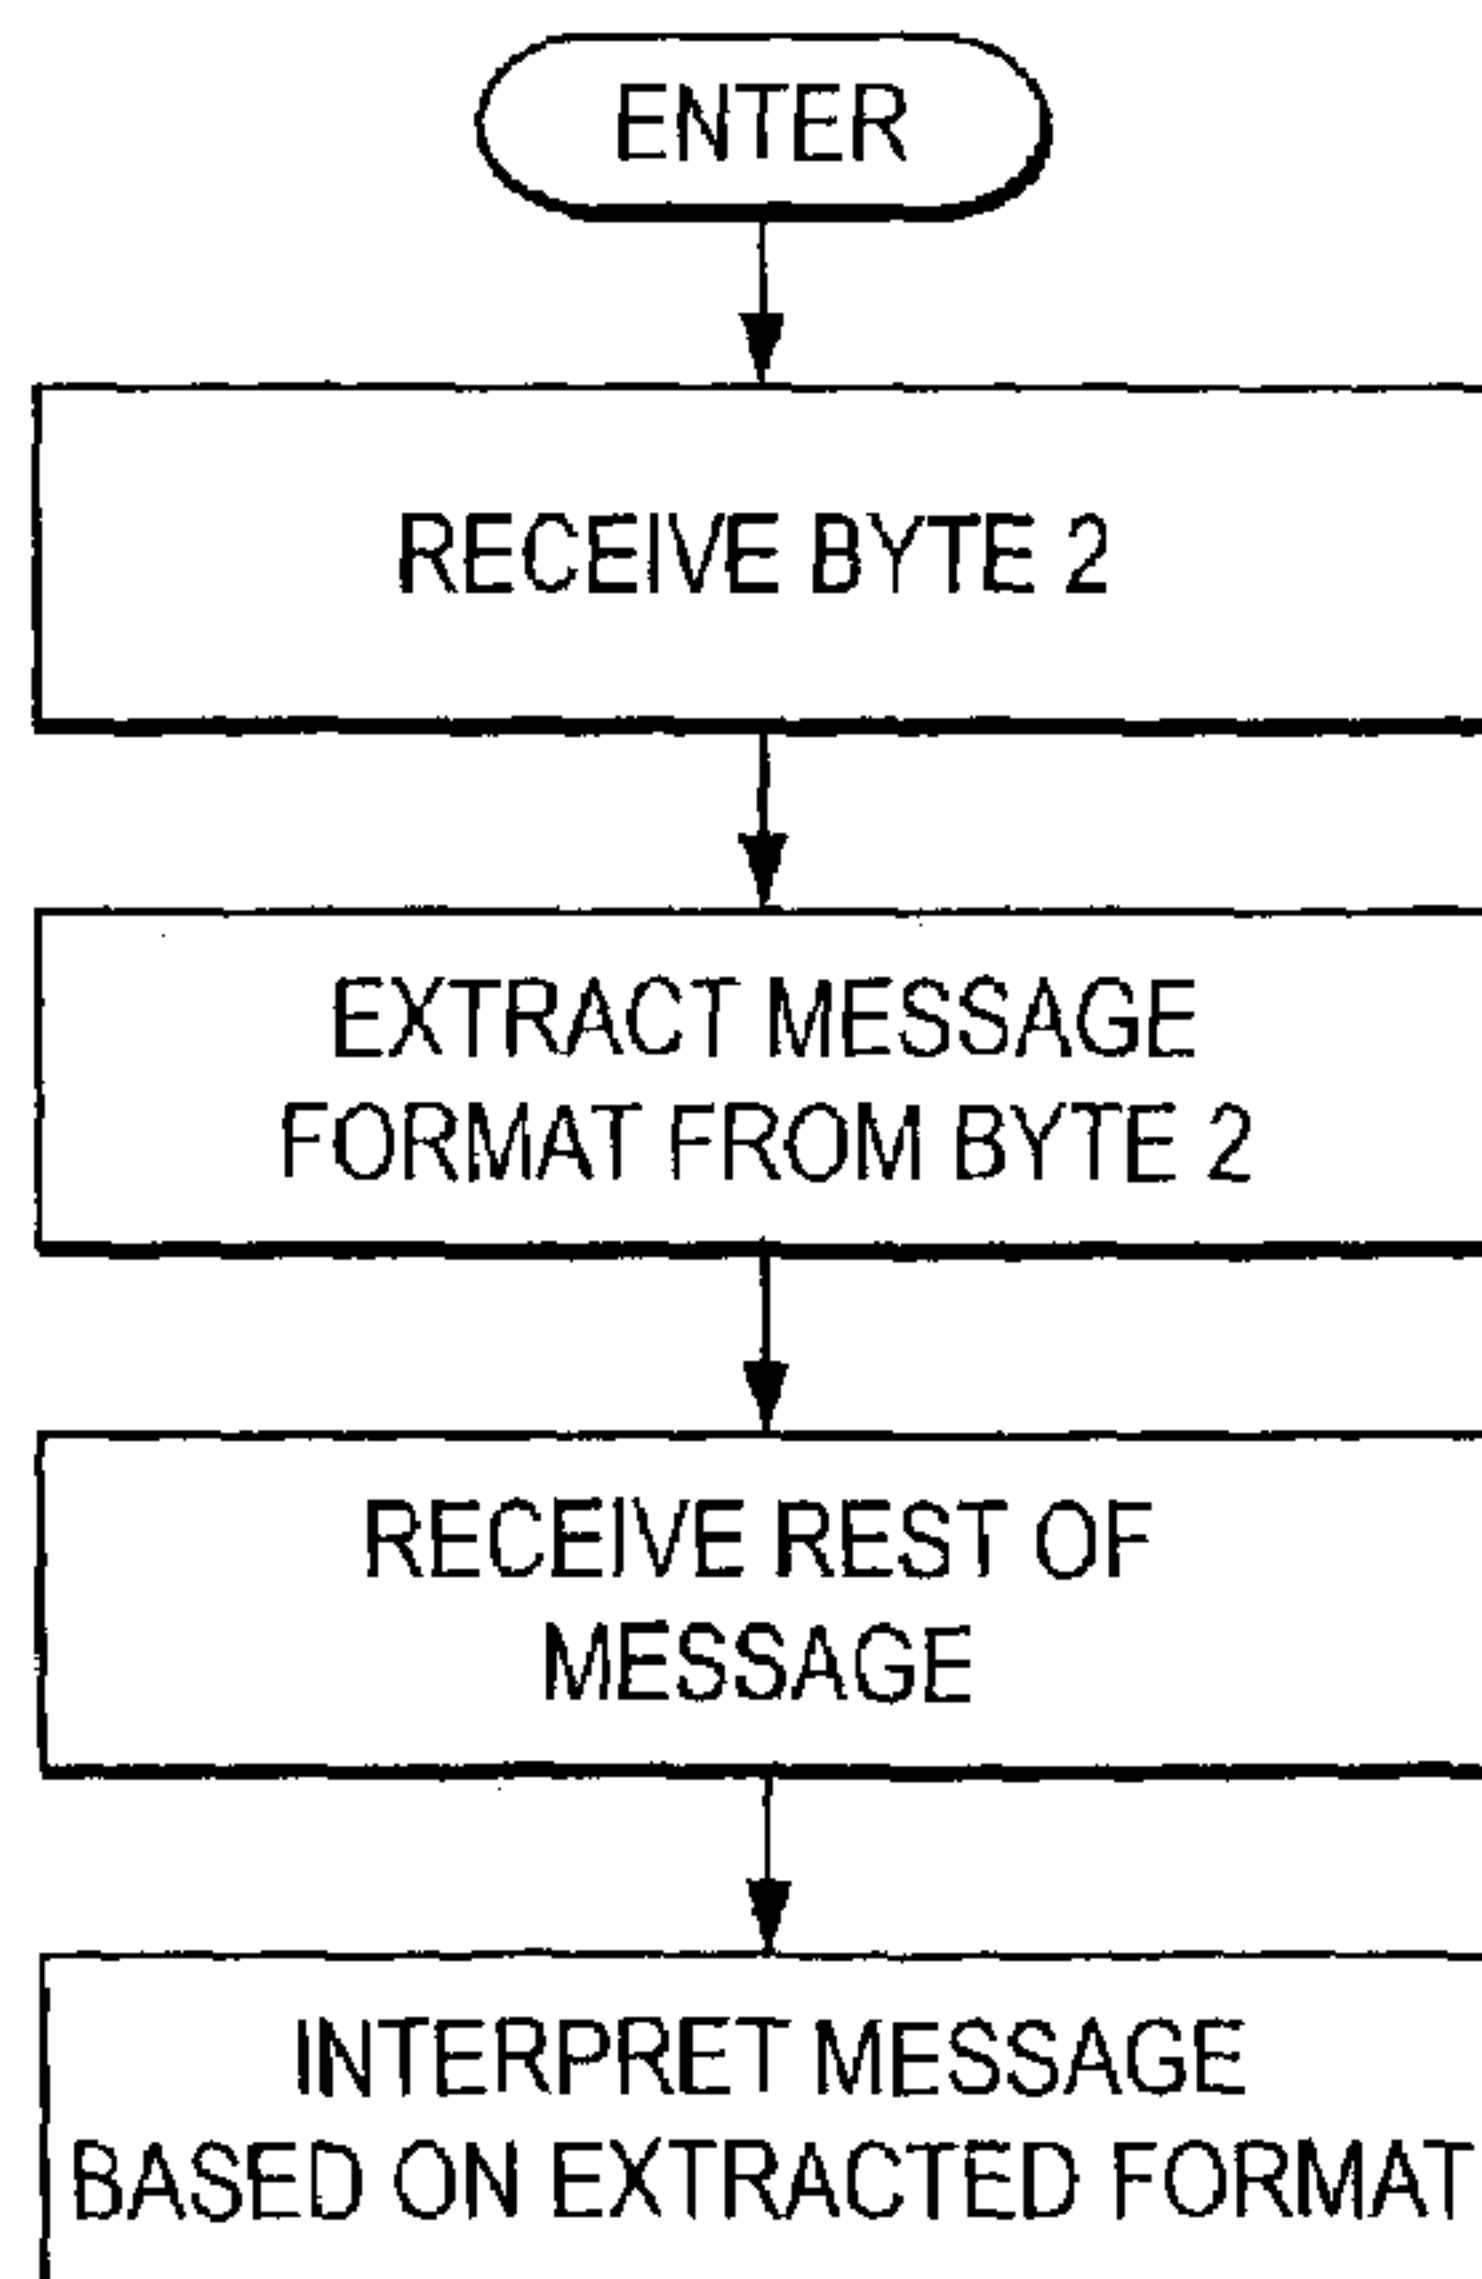 ENTER
RECEIVE BYTE 2
EXTRACT MESSAGE
FORMAT FROM BYTE 2
RECEIVE REST OF
MESSAGE
INTERPRET MESSAGE
BASED ON EXTRACTED FORMAT